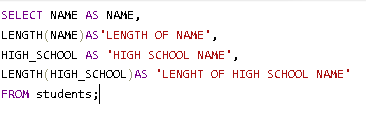 SELECT NAME AS NAME,
LENGTH(NAME)AS'LENGTH OF NAME',
HIGH_SCHOOL AS 'HIGH SCHOOL NAME',
LENGTH(HIGH_SCHOOL)AS 'LENGHT OF HIGH SCHOOL NAME'
FROM students;